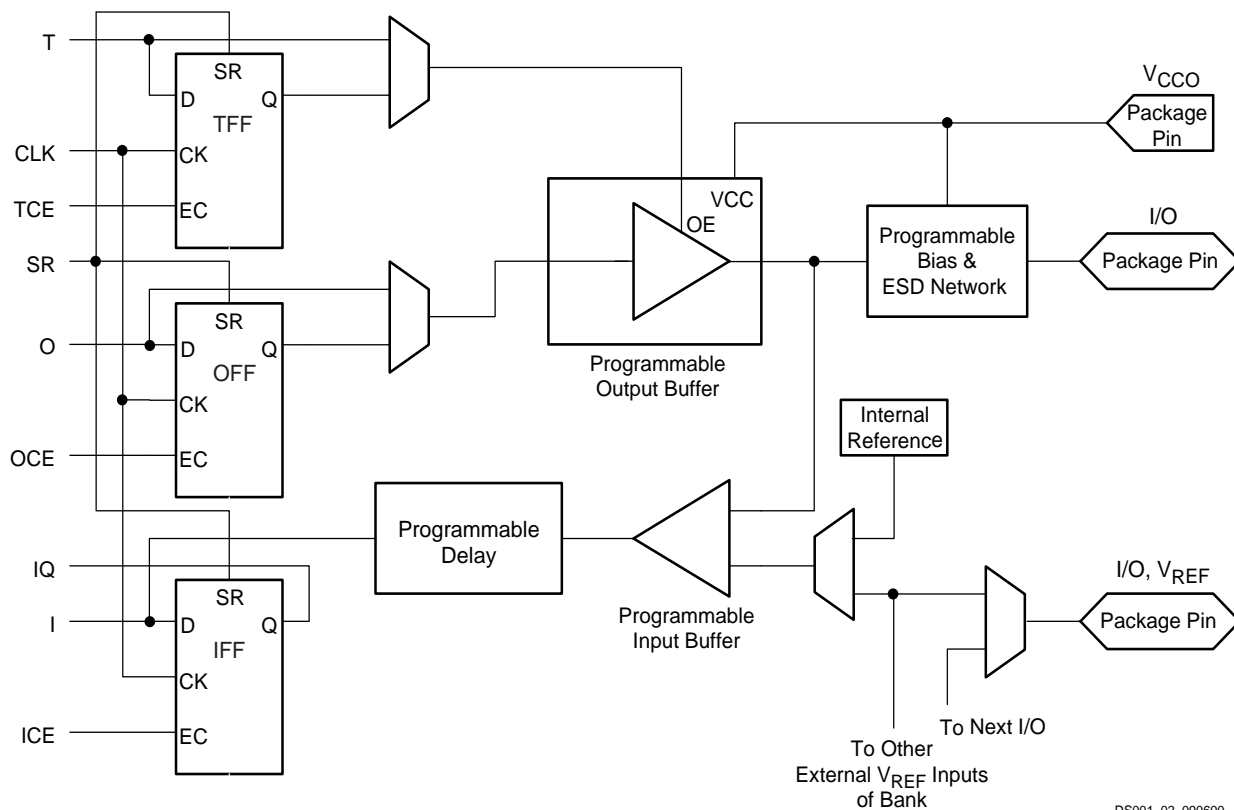 T
SR
D
Q
TFF
CLK
CK
TCE
EC
SR
SR
O
D
Q
OFF
CK
OCE
EC
IQ
SR
I
D
Q
IFF
CK
ICE
EC
VCC
OE
Programmable
Output Buffer
VCCO
Package
Pin
Programmable
Bias &
ESD Network
I/O
Package Pin
Internal
Reference
Programmable
Delay
Programmable
Input Buffer
I/O, VREF
Package Pin
To Next I/O
To Other
External VREF Inputs
of Bank
DS001_02_090600